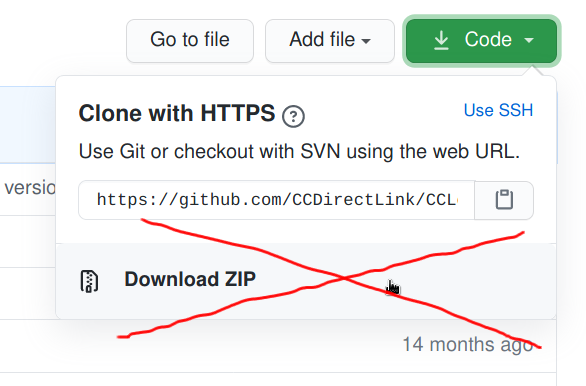 Go to file Add file Code
Clone with HTTPS ? Use SSH
Use Git or checkout with SVN using the web URL.
versio
https://github.com/CCDirectLink/CCL
Download ZIP
14 months ago